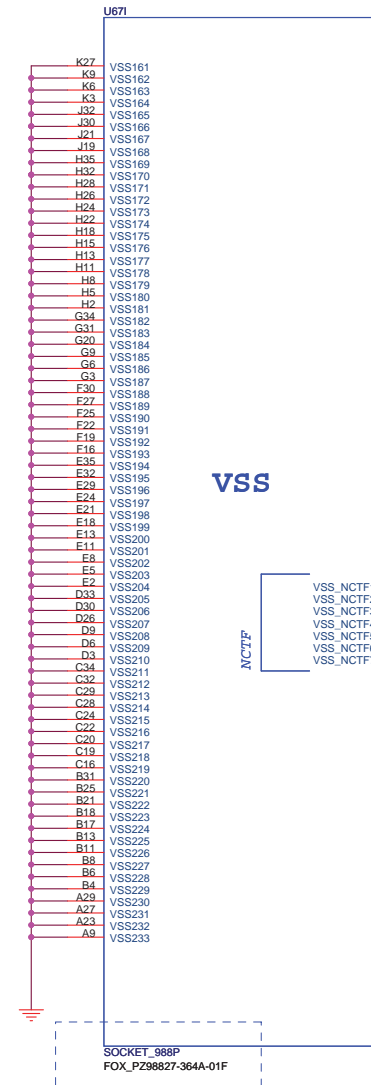 U67I
K27 VSS161
K9 VSS162
K6 VSS163
K3 VSS164
J32 VSS165
J30 VSS166
J21 VSS167
J19 VSS168
H35 VSS169
H32 VSS170
H28 VSS171
H26 VSS172
H24 VSS173
H22 VSS174
H18 VSS175
H15 VSS176
H13 VSS177
H11 VSS178
H8 VSS179
H5 VSS180
H2 VSS181
G34 VSS182
G31 VSS183
G20 VSS184
G9 VSS185
G6 VSS186
G3 VSS187
F30 VSS188
F27 VSS189
F25 VSS190
F22 VSS191
F19 VSS192
F16 VSS193
E35 VSS194
E32 VSS195
E29 VSS196
E24 VSS197
E21 VSS198
E18 VSS199
E13 VSS200
E11 VSS201
E8 VSS202
E5 VSS203
E2 VSS204
D33 VSS205
D30 VSS206
D26 VSS207
D9 VSS208
D6 VSS209
D3 VSS210
C34 VSS211
C32 VSS212
C29 VSS213
C28 VSS214
C24 VSS215
C22 VSS216
C20 VSS217
C19 VSS218
C16 VSS219
B31 VSS220
B25 VSS221
B21 VSS222
B18 VSS223
B17 VSS224
B13 VSS225
B11 VSS226
B8 VSS227
B6 VSS228
B4 VSS229
A29 VSS230
A27 VSS231
A23 VSS232
A9 VSS233
VSS
NCTF
VSS_NCTF1
VSS_NCTF2
VSS_NCTF3
VSS_NCTF4
VSS_NCTF5
VSS_NCTF6
VSS_NCTF7
SOCKET_988P
FOX_PZ98827-364A-01F